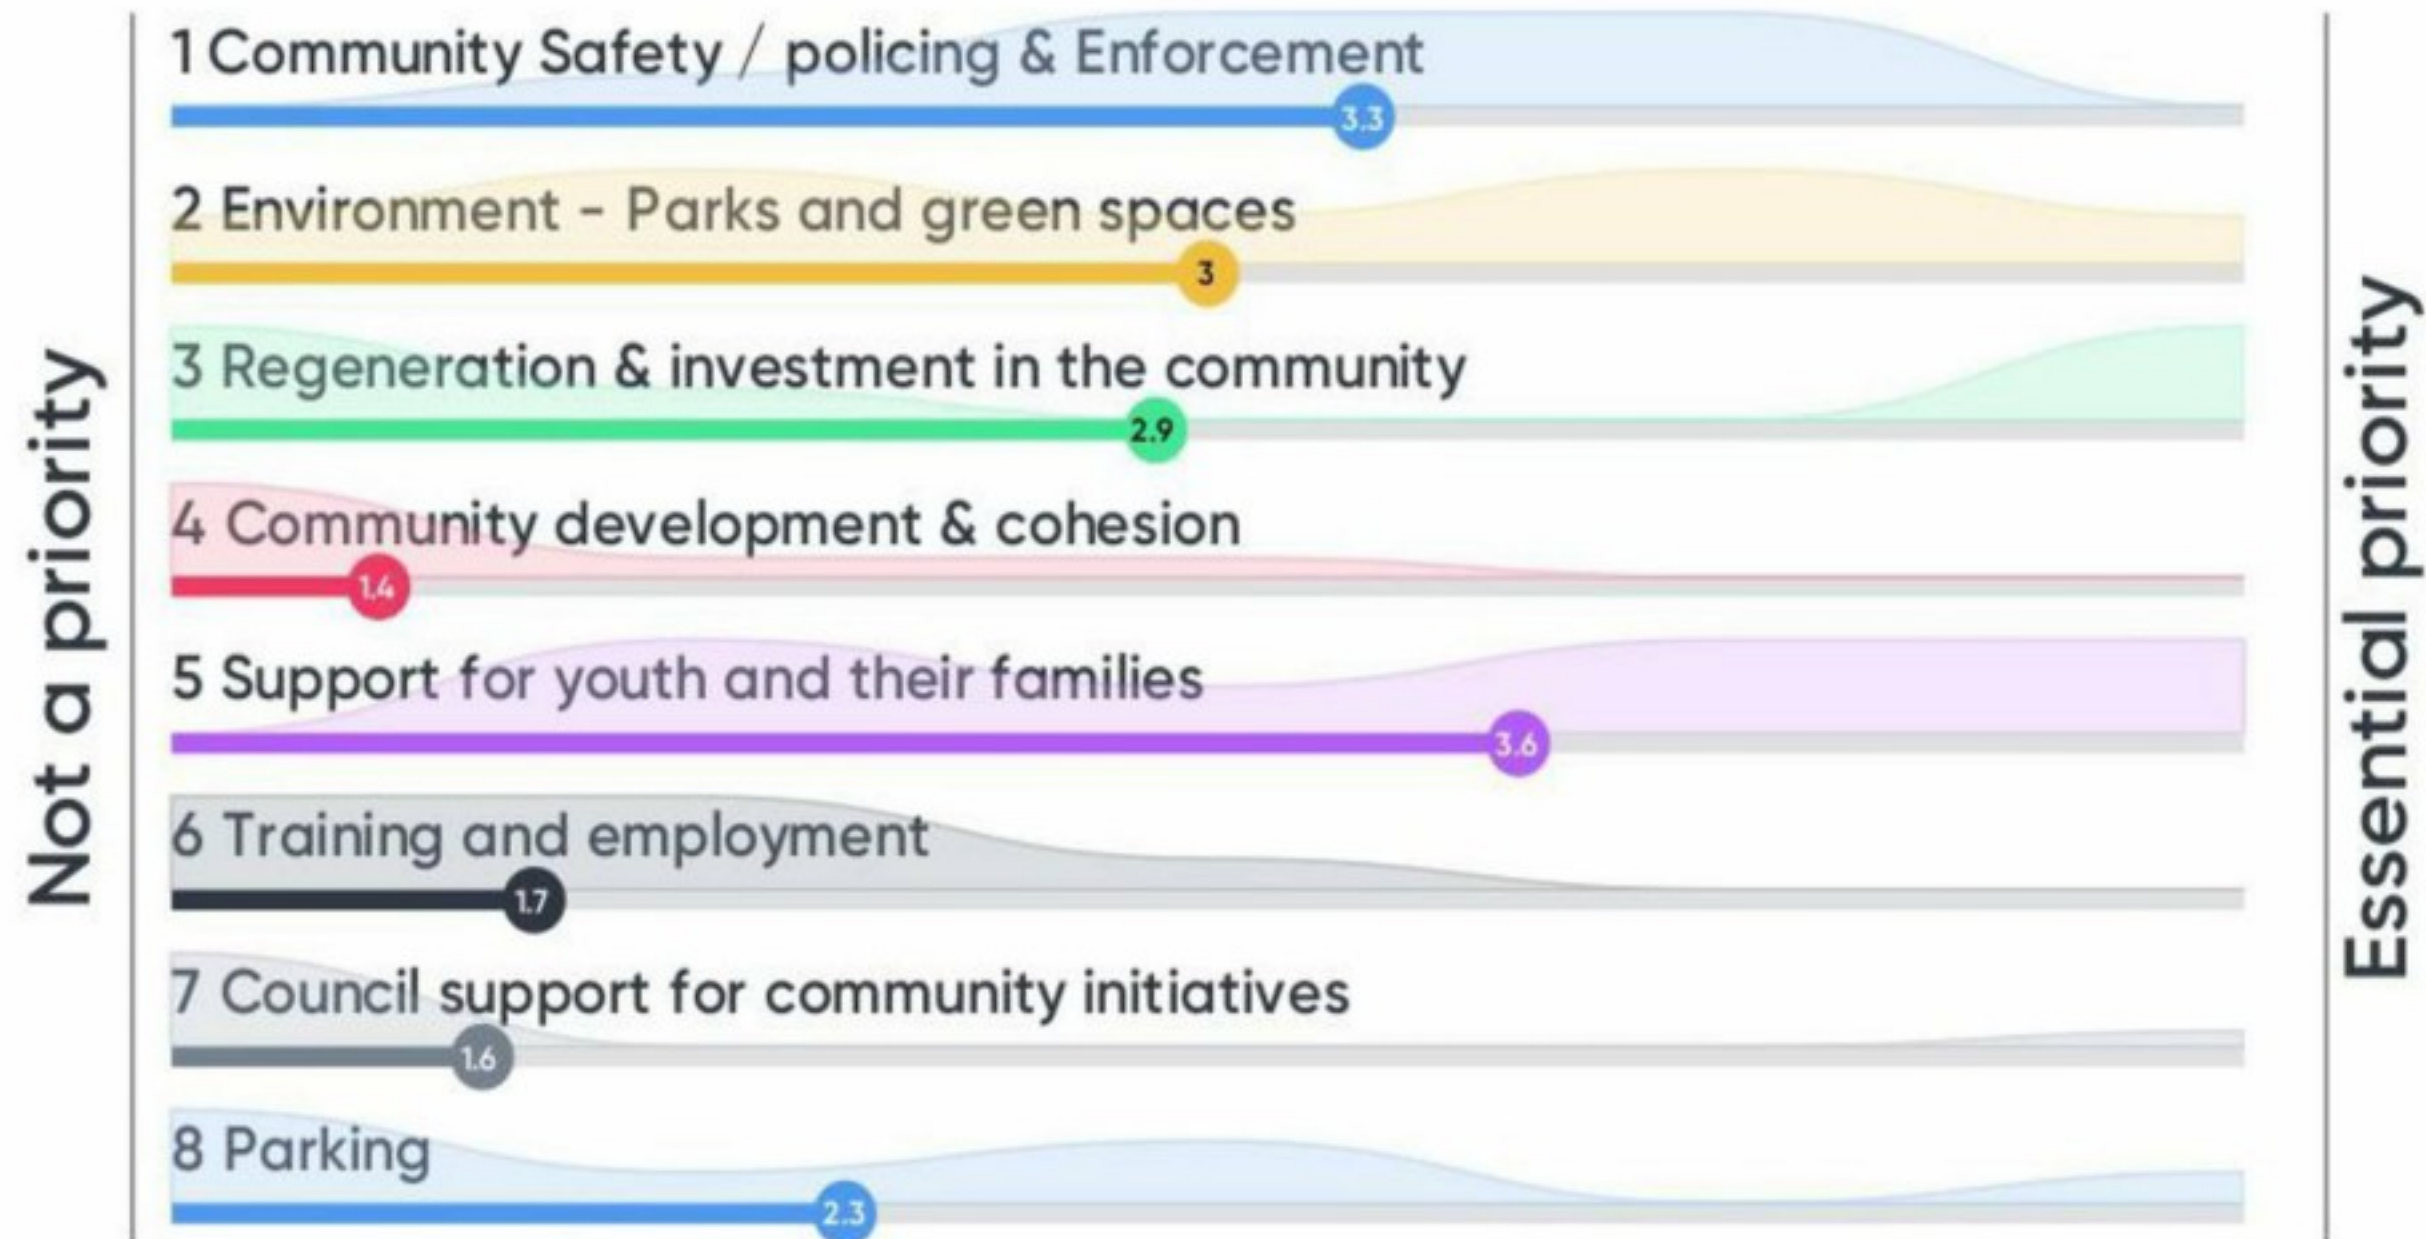 Not a priority
1 Community Safety / policing & Enforcement
3.3
2 Environment - Parks and green spaces
3
3 Regeneration & investment in the community
2.9
4 Community development & cohesion
1.4
5 Support for youth and their families
3.6
6 Training and employment
1.7
7 Council support for community initiatives
1.6
8 Parking
2.3
Essential priority